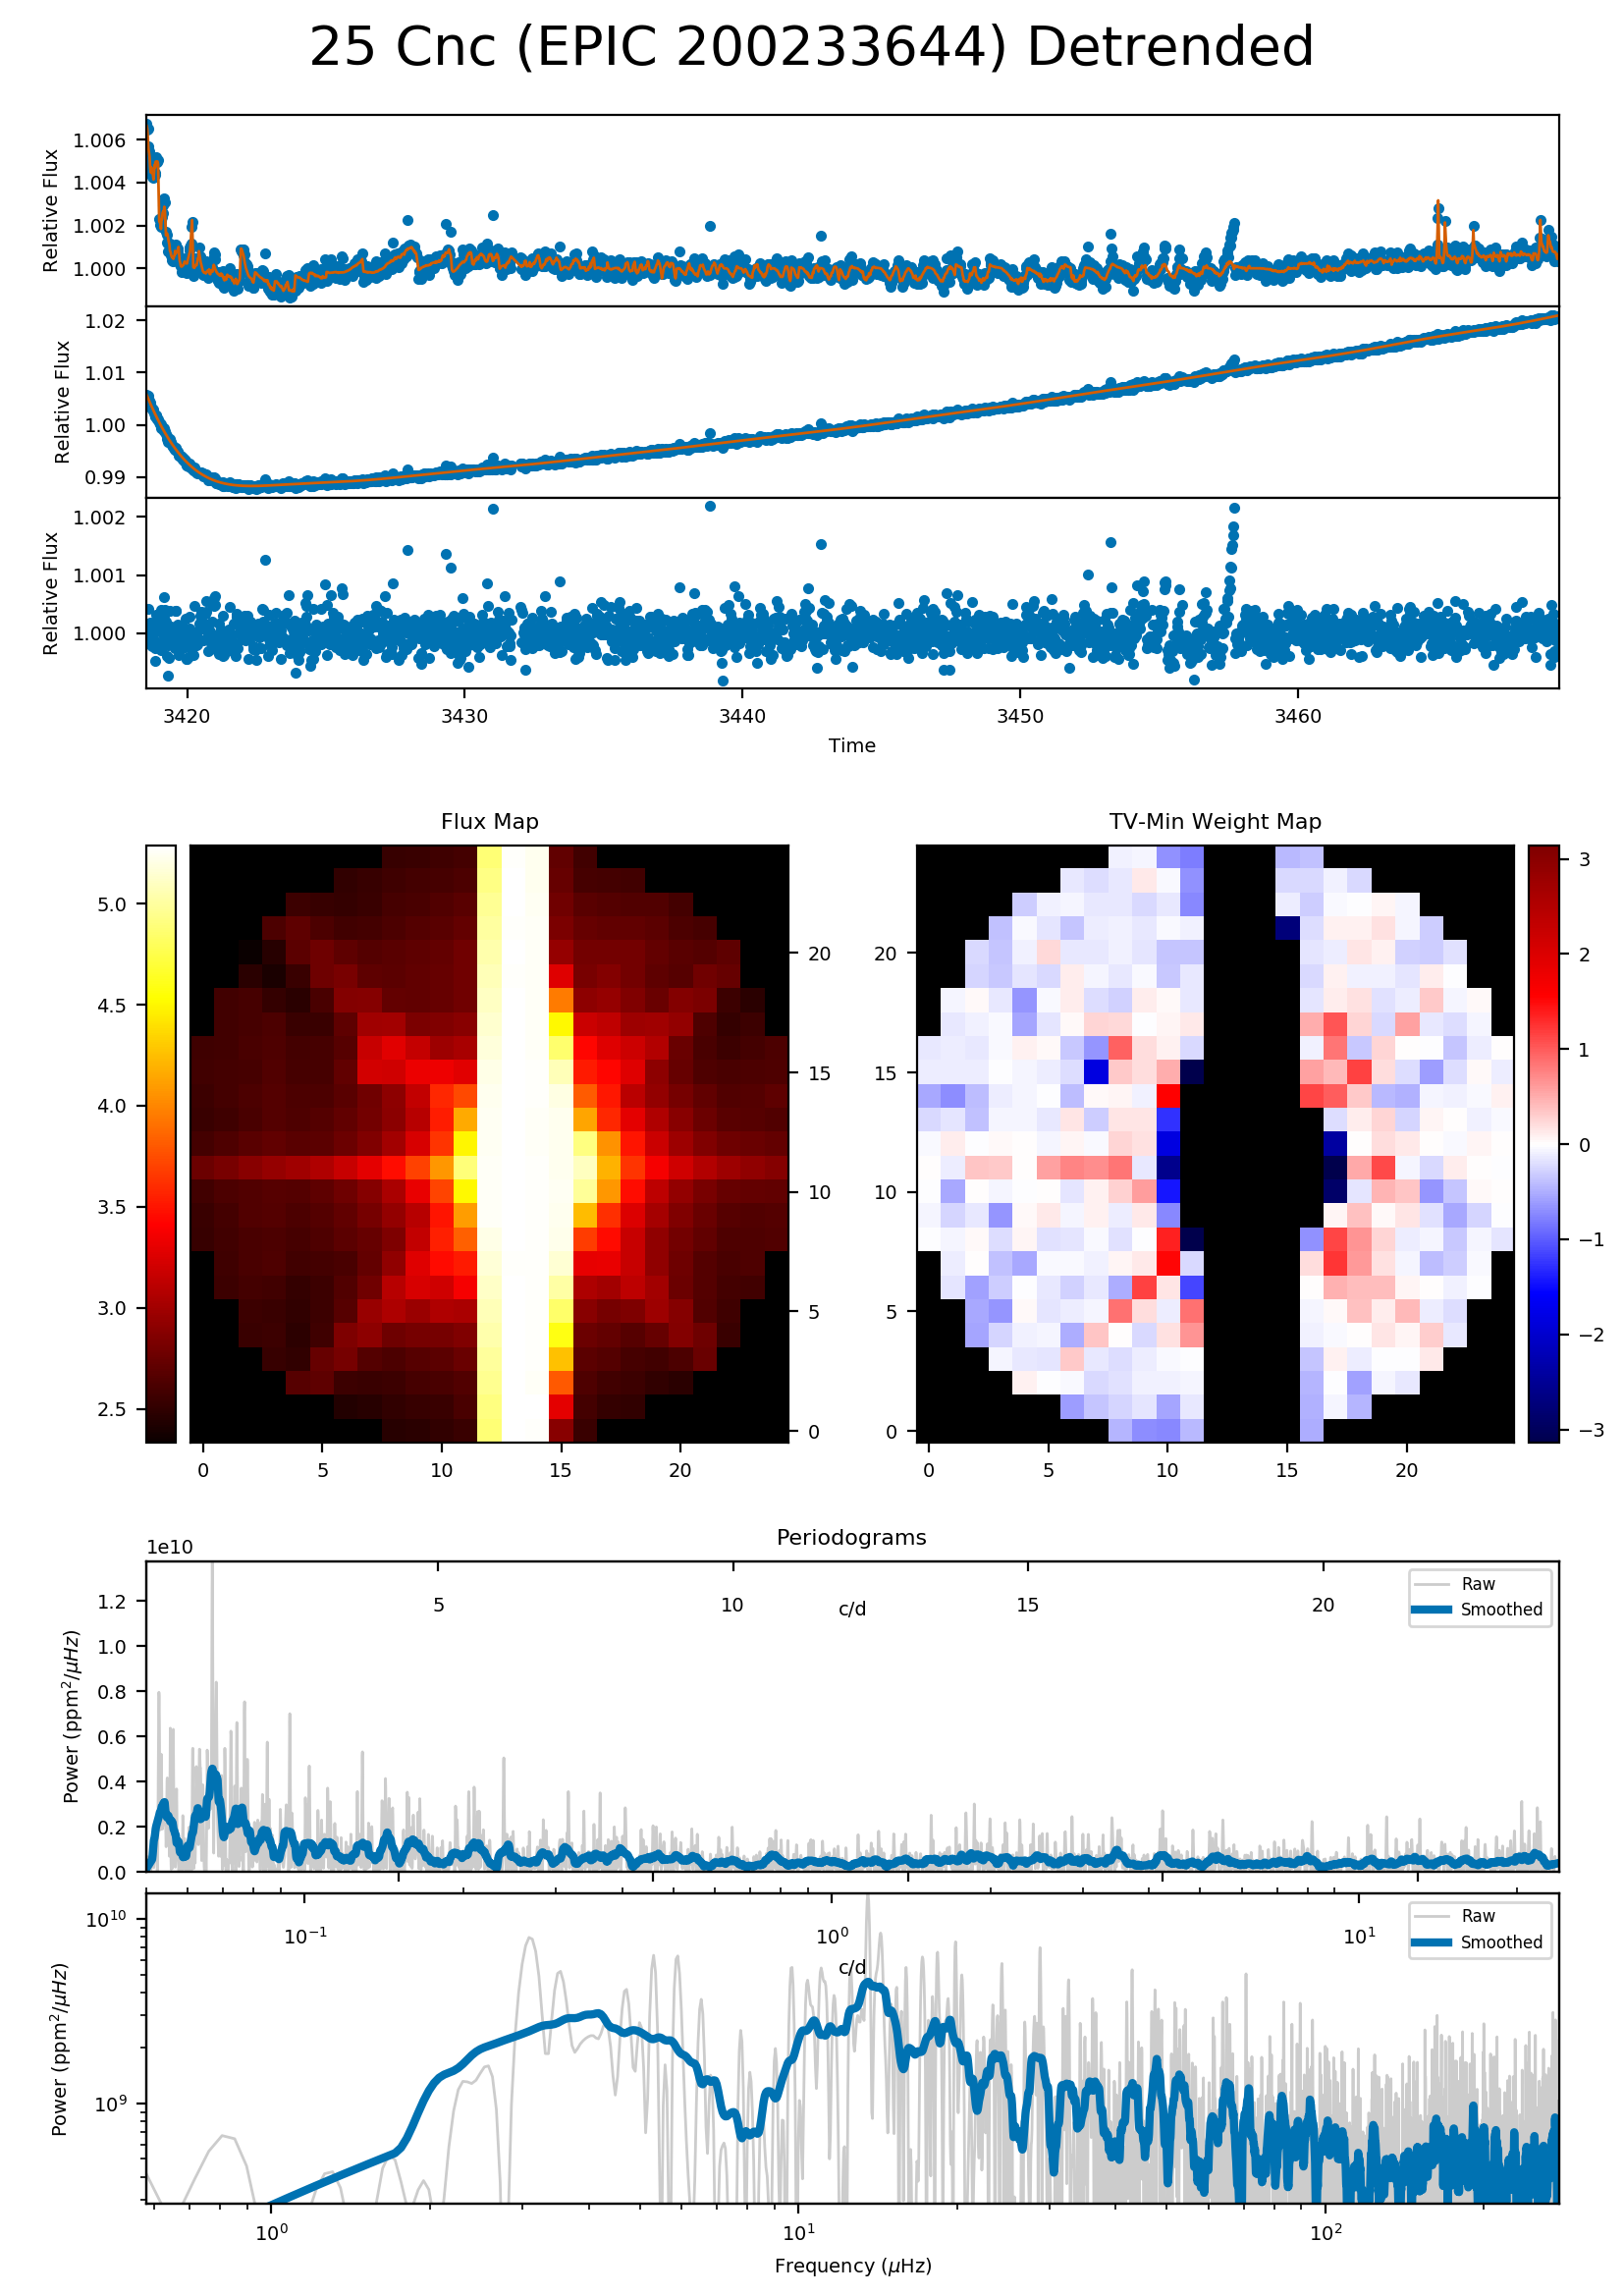 25 Cnc (EPIC 200233644) Detrended
1.006
1.004
1.002
1.000
Relative Flux
1.02
1.01
1.00
0.99
Relative Flux
1.002
1.001
1.000
Relative Flux
3420 3430 3440 3450 3460
Time
Flux Map
5.0
4.5
4.0
3.5
3.0
2.5
20
15
10
5
0
0 5 10 15 20
TV-Min Weight Map
20
15
10
5
0
0 5 10 15 20
3
2
1
0
−1
−2
−3
Periodograms
1e10
1.2
1.0
0.8
0.6
0.4
0.2
0.0
Power (ppm²/μHz)
5 10 15 20
c/d
Raw
Smoothed
10¹⁰
10⁹
Power (ppm²/μHz)
10⁻¹ 10⁰ 10¹
c/d
Raw
Smoothed
10⁰ 10¹ 10²
Frequency (μHz)